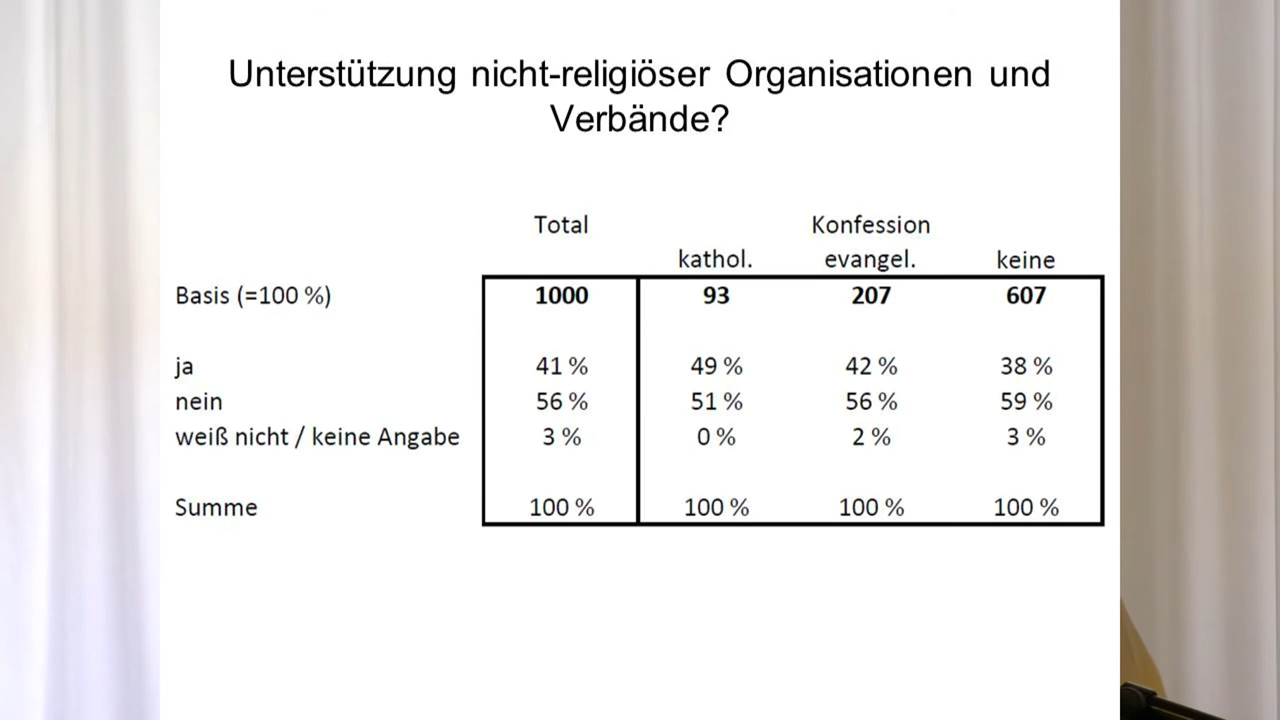 Unterstützung nicht-religiöser Organisationen und
Verbände?
Total Konfession
kathol. evangel. keine
Basis (=100 %) 1000 93 207 607
ja 41 % 49 % 42 % 38 %
nein 56 % 51 % 56 % 59 %
weiß nicht / keine Angabe 3 % 0 % 2 % 3 %
Summe 100 % 100 % 100 % 100 %